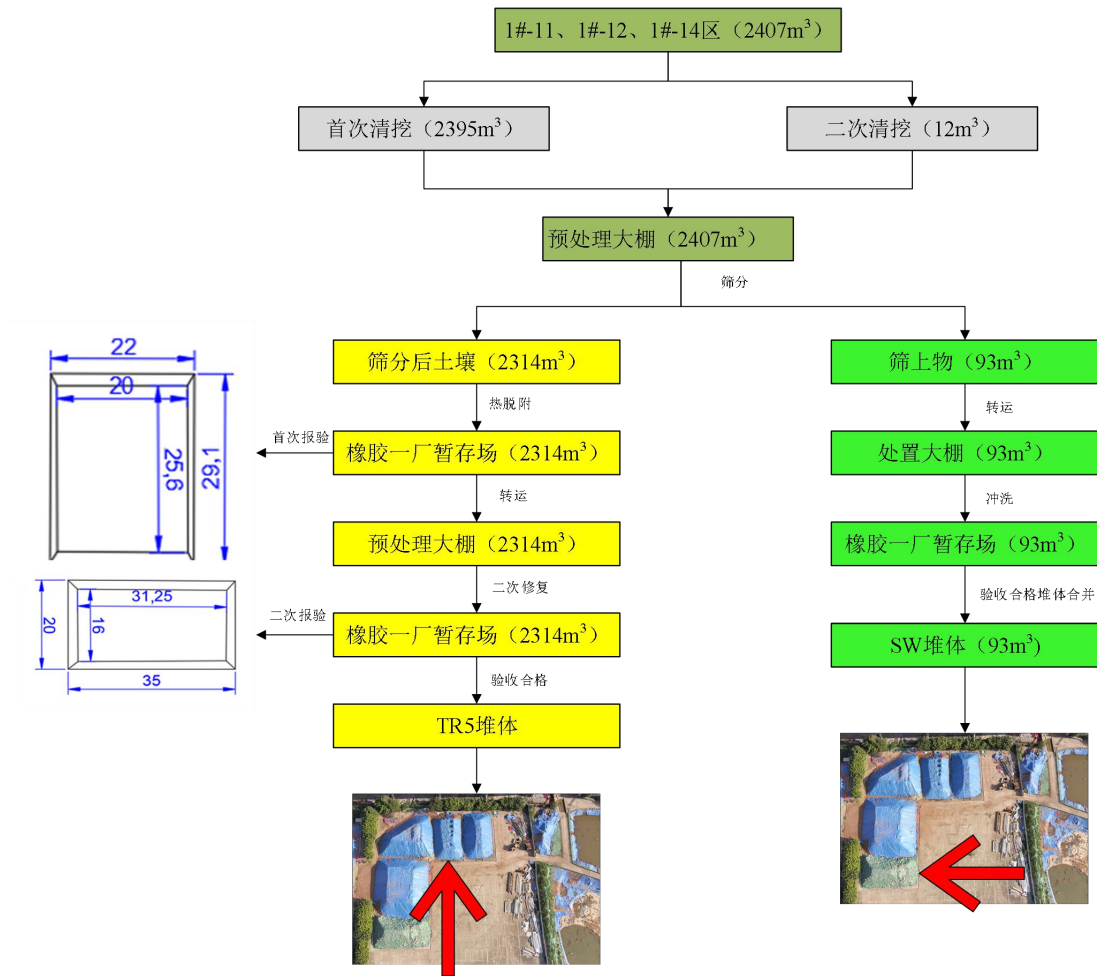 1#-11、1#-12、1#-14区（2407m³）
首次清挖（2395m³）
二次清挖（12m³）
预处理大棚（2407m³）
筛分
筛分后土壤（2314m³）
筛上物（93m³）
热脱附
转运
首次报验
橡胶一厂暂存场（2314m³）
处置大棚（93m³）
转运
冲洗
预处理大棚（2314m³）
橡胶一厂暂存场（93m³）
二次修复
验收合格堆体合并
二次报验
橡胶一厂暂存场（2314m³）
SW堆体（93m³)
验收合格
TR5堆体
22
20
25,6
29,1
31,25
16
20
35